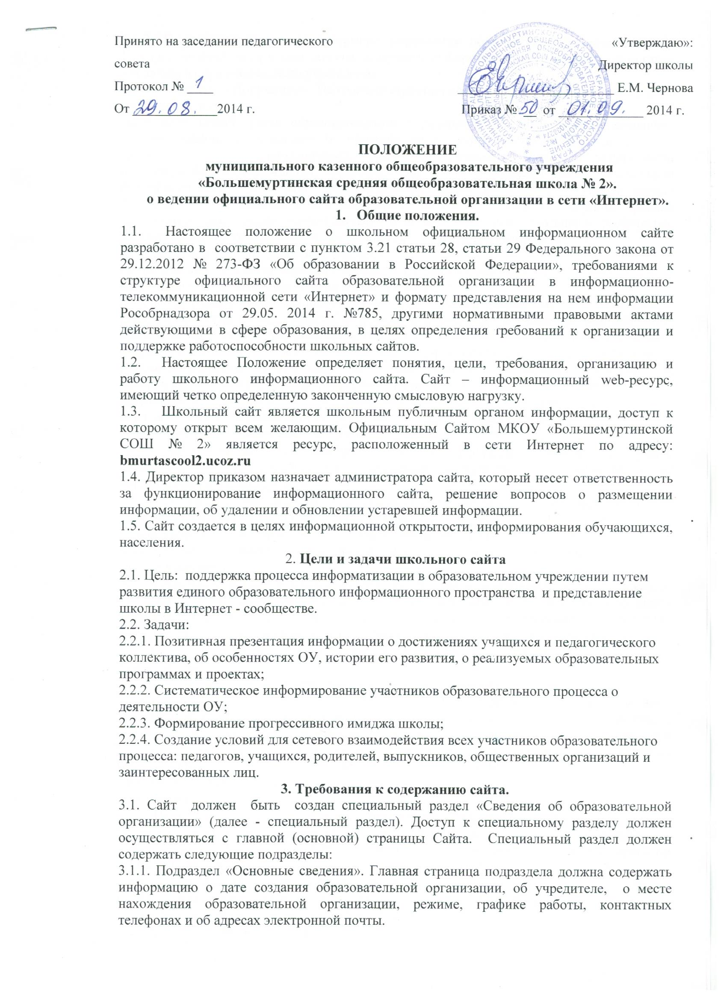 Принято на заседании педагогического
совета
Протокол № 1
От 29.08. 2014 г.
«Утверждаю»:
Директор школы
Е.М. Чернова
Приказ № 50 от 01.09. 2014 г.
ПОЛОЖЕНИЕ
муниципального казенного общеобразовательного учреждения
«Большемуртинская средняя общеобразовательная школа № 2».
о ведении официального сайта образовательной организации в сети «Интернет».
1. Общие положения.
1.1. Настоящее положение о школьном официальном информационном сайте
разработано в соответствии с пунктом 3.21 статьи 28, статьи 29 Федерального закона от
29.12.2012 № 273-ФЗ «Об образовании в Российской Федерации», требованиями к
структуре официального сайта образовательной организации в информационно-
телекоммуникационной сети «Интернет» и формату представления на нем информации
Рособрнадзора от 29.05. 2014 г. №785, другими нормативными правовыми актами
действующими в сфере образования, в целях определения требований к организации и
поддержке работоспособности школьных сайтов.
1.2. Настоящее Положение определяет понятия, цели, требования, организацию и
работу школьного информационного сайта. Сайт – информационный web-ресурс,
имеющий четко определенную законченную смысловую нагрузку.
1.3. Школьный сайт является школьным публичным органом информации, доступ к
которому открыт всем желающим. Официальным Сайтом МКОУ «Большемуртинской
СОШ № 2» является ресурс, расположенный в сети Интернет по адресу:
bmurtascool2.ucoz.ru
1.4. Директор приказом назначает администратора сайта, который несет ответственность
за функционирование информационного сайта, решение вопросов о размещении
информации, об удалении и обновлении устаревшей информации.
1.5. Сайт создается в целях информационной открытости, информирования обучающихся,
населения.
2. Цели и задачи школьного сайта
2.1. Цель: поддержка процесса информатизации в образовательном учреждении путем
развития единого образовательного информационного пространства и представление
школы в Интернет - сообществе.
2.2. Задачи:
2.2.1. Позитивная презентация информации о достижениях учащихся и педагогического
коллектива, об особенностях ОУ, истории его развития, о реализуемых образовательных
программах и проектах;
2.2.2. Систематическое информирование участников образовательного процесса о
деятельности ОУ;
2.2.3. Формирование прогрессивного имиджа школы;
2.2.4. Создание условий для сетевого взаимодействия всех участников образовательного
процесса: педагогов, учащихся, родителей, выпускников, общественных организаций и
заинтересованных лиц.
3. Требования к содержанию сайта.
3.1. Сайт должен быть создан специальный раздел «Сведения об образовательной
организации» (далее - специальный раздел). Доступ к специальному разделу должен
осуществляться с главной (основной) страницы Сайта. Специальный раздел должен
содержать следующие подразделы:
3.1.1. Подраздел «Основные сведения». Главная страница подраздела должна содержать
информацию о дате создания образовательной организации, об учредителе, о месте
нахождения образовательной организации, режиме, графике работы, контактных
телефонах и об адресах электронной почты.